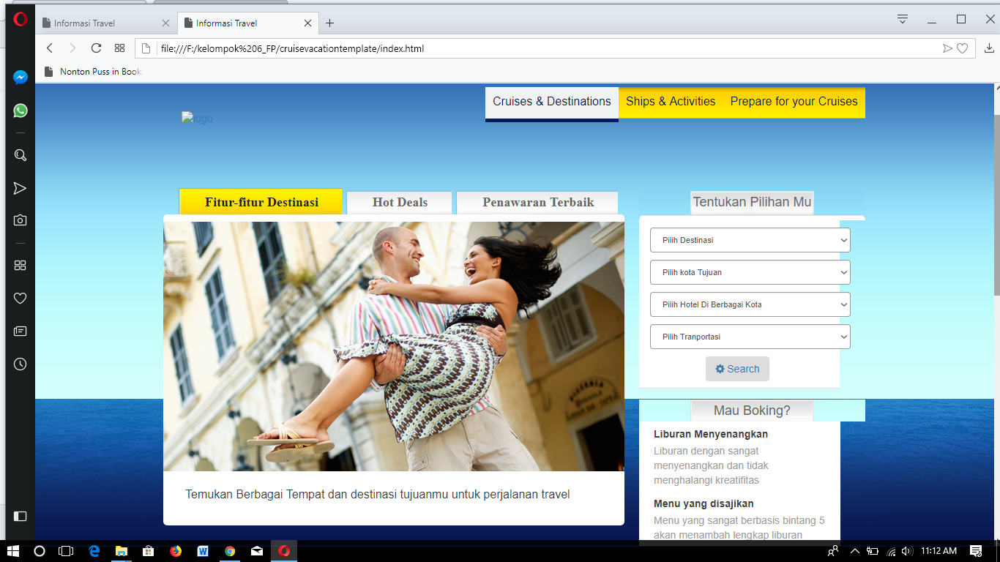 Informasi Travel
Informasi Travel
file:///F:/kelompok%206_FP/cruisevacationtemplate/index.html
Nonton Puss in Book
logo
Cruises & Destinations
Ships & Activities
Prepare for your Cruises
Fitur-fitur Destinasi
Hot Deals
Penawaran Terbaik
Tentukan Pilihan Mu
Pilih Destinasi
Pilih kota Tujuan
Pilih Hotel Di Berbagai Kota
Pilih Tranportasi
Search
Temukan Berbagai Tempat dan destinasi tujuanmu untuk perjalanan travel
Mau Boking?
Liburan Menyenangkan
Liburan dengan sangat
menyenangkan dan tidak
menghalangi kreatifitas
Menu yang disajikan
Menu yang sangat berbasis bintang 5
akan menambah lengkap liburan
11:12 AM